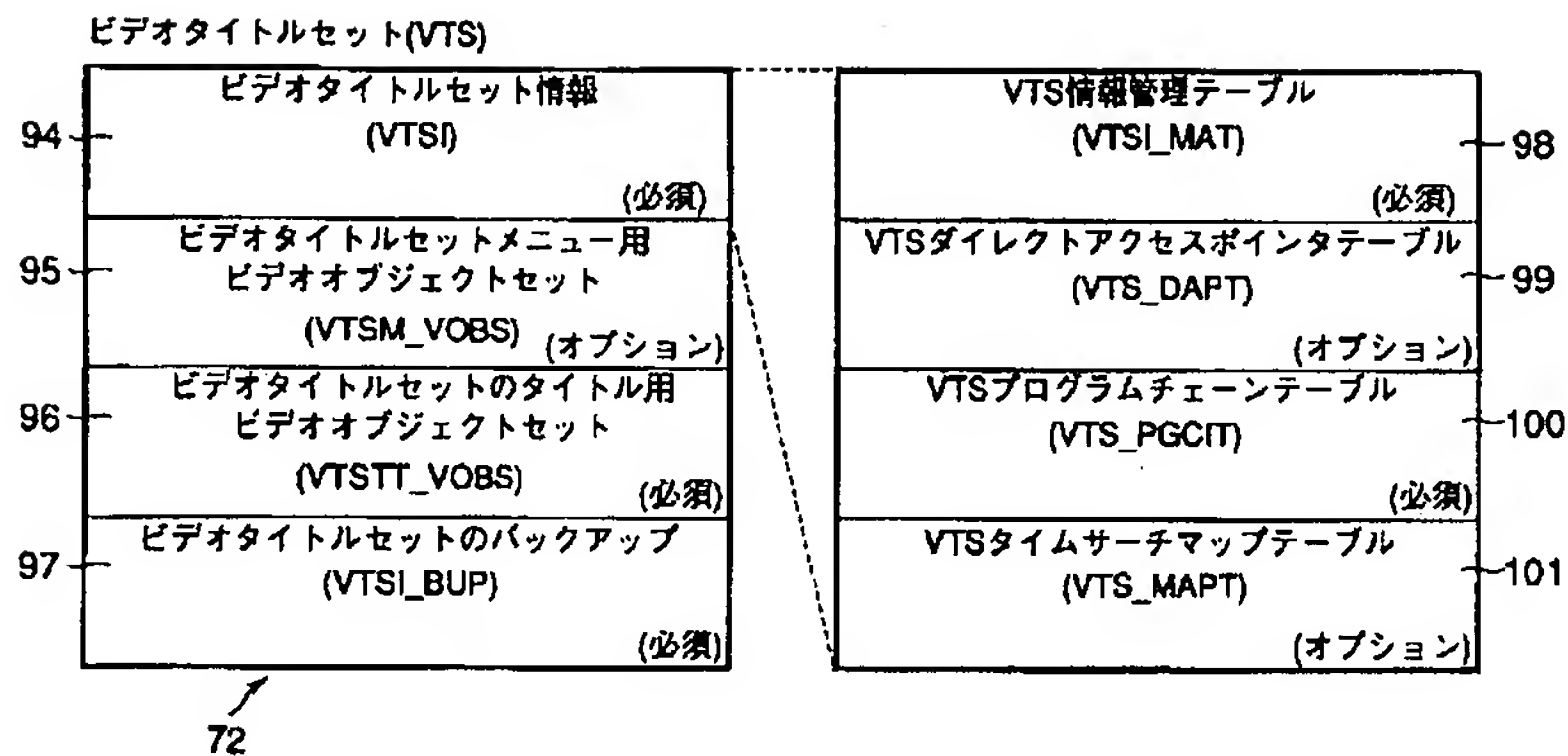 ビデオタイトルセット(VTS)
ビデオタイトルセット情報
(VTSI)
(必須)
94
ビデオタイトルセットメニュー用
ビデオオブジェクトセット
(VTSM_VOBS)
(オプション)
95
ビデオタイトルセットのタイトル用
ビデオオブジェクトセット
(VTSTT_VOBS)
(必須)
96
ビデオタイトルセットのバックアップ
(VTSI_BUP)
(必須)
97
72
VTS情報管理テーブル
(VTSI_MAT)
(必須)
98
VTSダイレクトアクセスポインタテーブル
(VTS_DAPT)
(オプション)
99
VTSプログラムチェーンテーブル
(VTS_PGCIT)
(必須)
100
VTSタイムサーチマップテーブル
(VTS_MAPT)
(オプション)
101